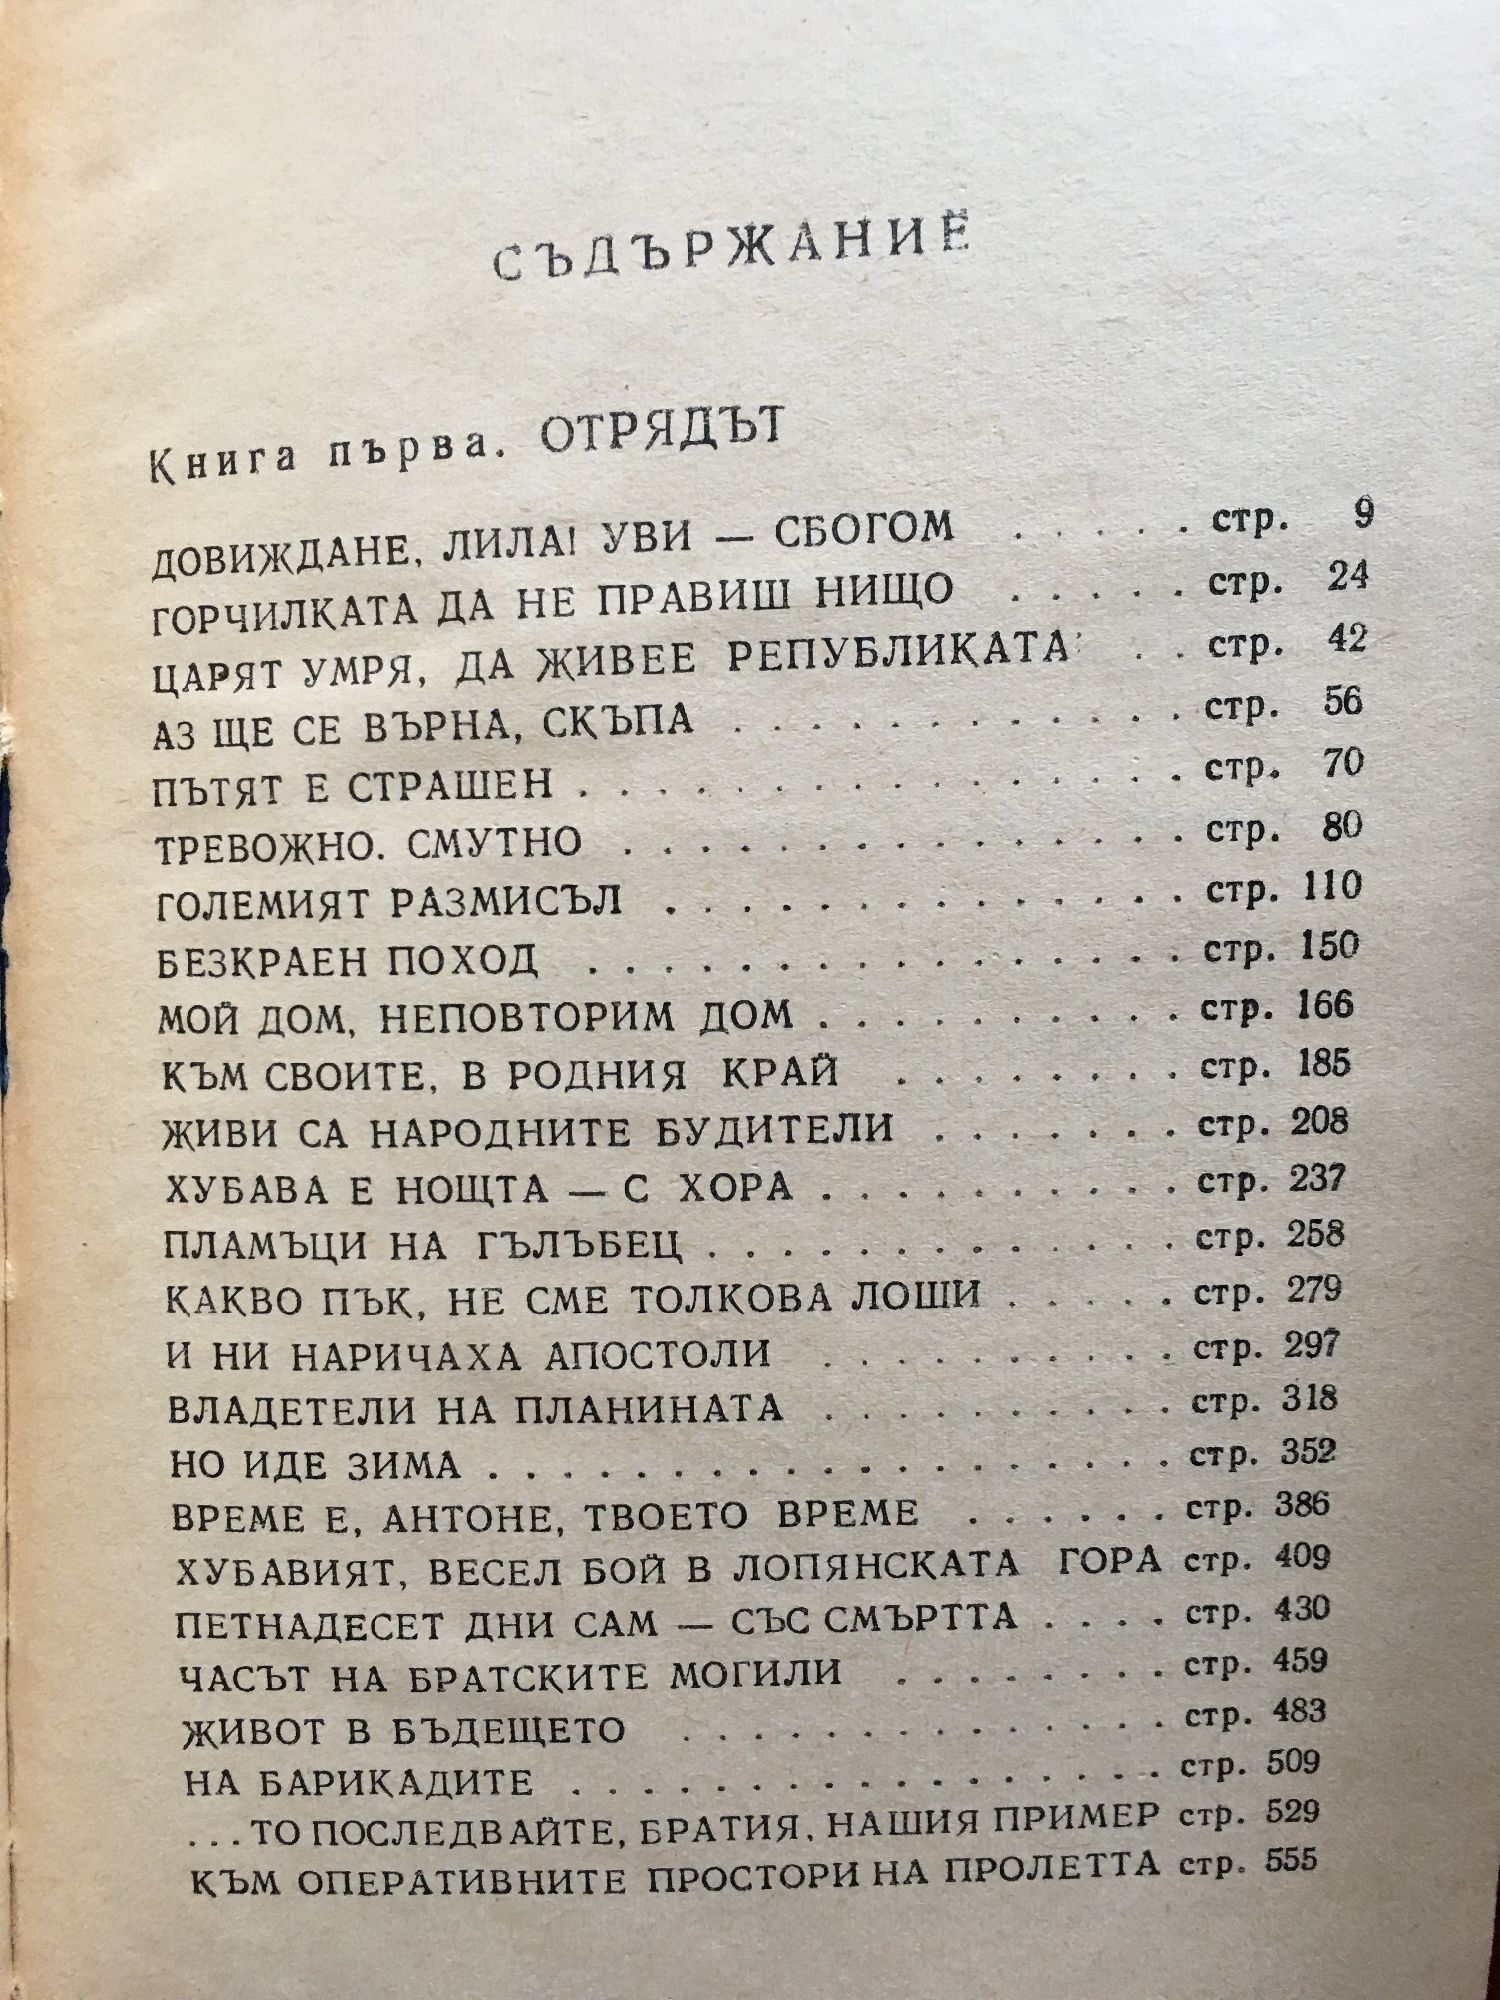 СЪДЪРЖАНИЕ
Книга първа. ОТРЯДЪТ
ДОВИЖДАНЕ, ЛИЛА! УВИ — СБОГОМ . . . . . стр. 9
ГОРЧИЛКАТА ДА НЕ ПРАВИШ НИЩО . . . . . стр. 24
ЦАРЯТ УМРЯ, ДА ЖИВЕЕ РЕПУБЛИКАТА . . . стр. 42
АЗ ЩЕ СЕ ВЪРНА, СКЪПА . . . . . . . . . . . . стр. 56
ПЪТЯТ Е СТРАШЕН . . . . . . . . . . . . . . . . стр. 70
ТРЕВОЖНО. СМУТНО . . . . . . . . . . . . . . . стр. 80
ГОЛЕМИЯТ РАЗМИСЪЛ . . . . . . . . . . . . . . стр. 110
БЕЗКРАЕН ПОХОД . . . . . . . . . . . . . . . . стр. 150
МОЙ ДОМ, НЕПОВТОРИМ ДОМ . . . . . . . . . . стр. 166
КЪМ СВОИТЕ, В РОДНИЯ КРАЙ . . . . . . . . стр. 185
ЖИВИ СА НАРОДНИТЕ БУДИТЕЛИ . . . . . . . стр. 208
ХУБАВА Е НОЩТА — С ХОРА . . . . . . . . . . стр. 237
ПЛАМЪЦИ НА ГЪЛЪБЕЦ . . . . . . . . . . . . . стр. 258
КАКВО ПЪК, НЕ СМЕ ТОЛКОВА ЛОШИ . . . . . стр. 279
И НИ НАРИЧАХА АПОСТОЛИ . . . . . . . . . . стр. 297
ВЛАДЕТЕЛИ НА ПЛАНИНАТА . . . . . . . . . . стр. 318
НО ИДЕ ЗИМА . . . . . . . . . . . . . . . . . . стр. 352
ВРЕМЕ Е, АНТОНЕ, ТВОЕТО ВРЕМЕ . . . . . . стр. 386
ХУБАВИЯТ, ВЕСЕЛ БОЙ В ЛОПЯНСКАТА ГОРА стр. 409
ПЕТНАДЕСЕТ ДНИ САМ — СЪС СМЪРТТА . . . . стр. 430
ЧАСЪТ НА БРАТСКИТЕ МОГИЛИ . . . . . . . . стр. 459
ЖИВОТ В БЪДЕЩЕТО . . . . . . . . . . . . . стр. 483
НА БАРИКАДИТЕ . . . . . . . . . . . . . . . . стр. 509
...ТО ПОСЛЕДВАЙТЕ, БРАТИЯ, НАШИЯ ПРИМЕР стр. 529
КЪМ ОПЕРАТИВНИТЕ ПРОСТОРИ НА ПРОЛЕТТА стр. 555